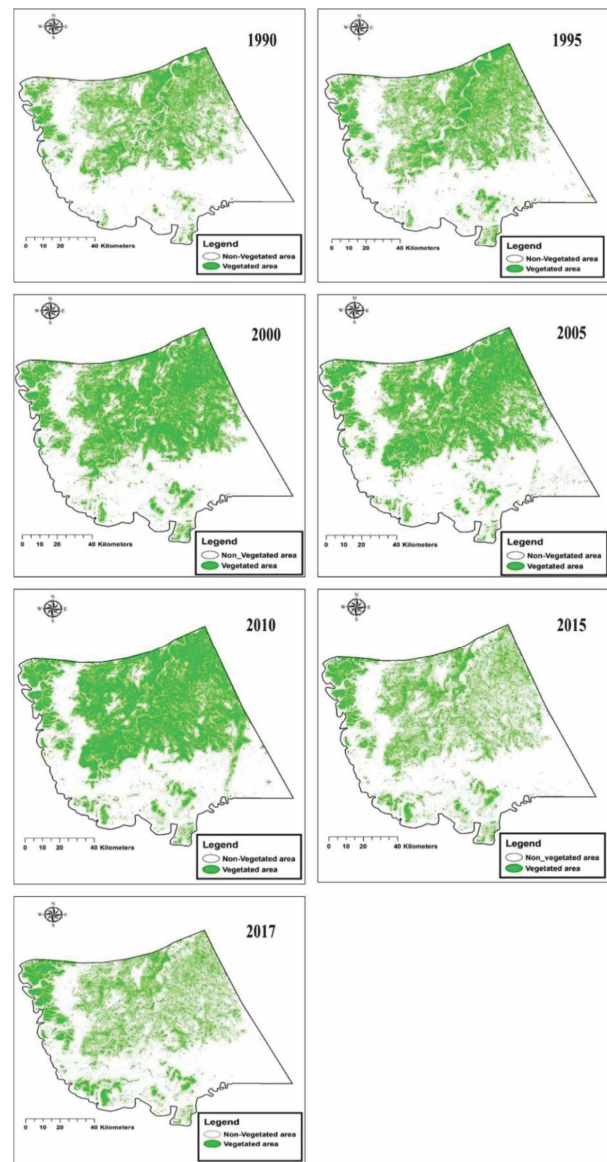 N
W E
S
1990
0 10 20 40 Kilometers
Legend
Non-Vegetated area
Vegetated area
N
W E
S
1995
0 10 20 40 Kilometers
Legend
Non-Vegetated area
Vegetated area
N
W E
S
2000
0 10 20 40 Kilometers
Legend
Non_Vegetated area
Vegetated area
N
W E
S
2005
0 10 20 40 Kilometers
Legend
Non-Vegetated area
Vegetated area
N
W E
S
2010
0 10 20 40 Kilometers
Legend
Non-Vegetated area
Vegetated area
N
W E
S
2015
0 10 20 40 Kilometers
Legend
Non_vegetated area
Vegetated area
N
W E
S
2017
0 10 20 40 Kilometers
Legend
Non-Vegetated area
Vegetated area